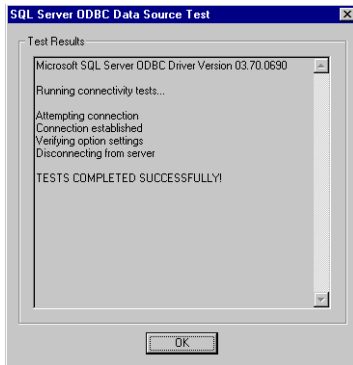 SQL Server ODBC Data Source Test
Test Results
Microsoft SQL Server ODBC Driver Version 03.70.0690
Running connectivity tests...
Attempting connection
Connection established
Verifying option settings
Disconnecting from server
TESTS COMPLETED SUCCESSFULLY!
OK